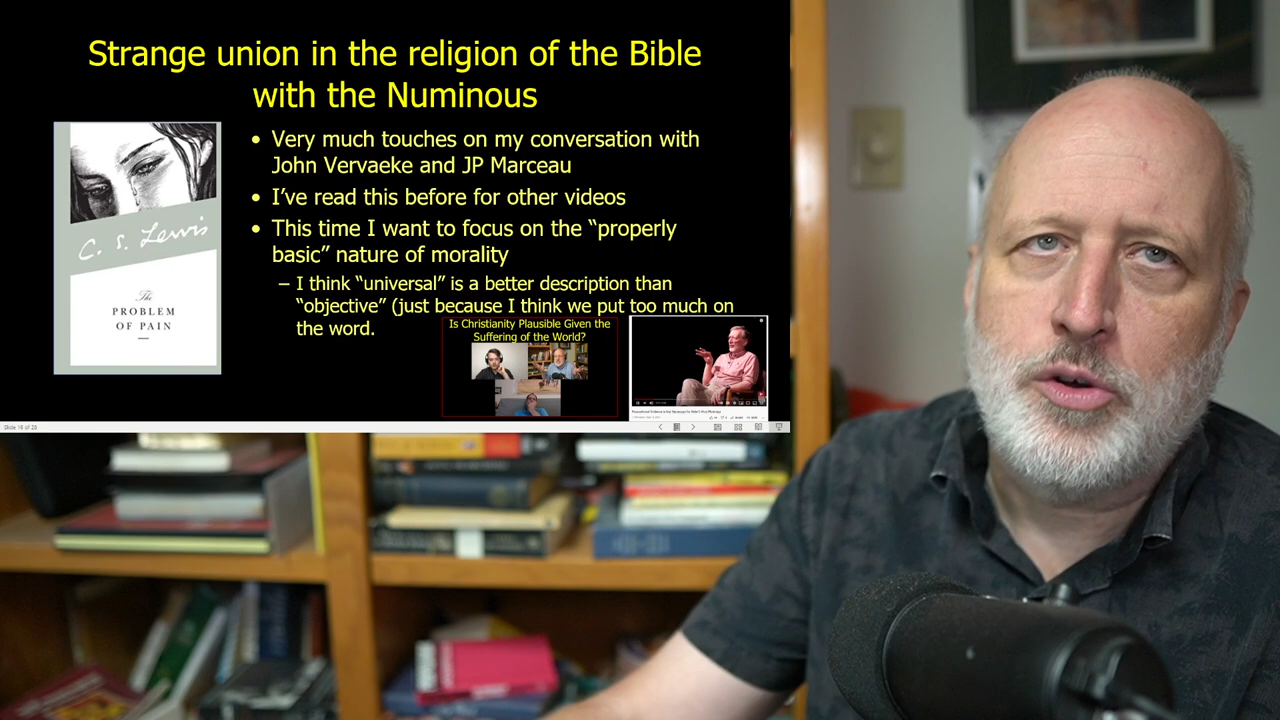 Strange union in the religion of the Bible
with the Numinous
• Very much touches on my conversation with
John Vervaeke and JP Marceau
• I’ve read this before for other videos
• This time I want to focus on the “properly
basic” nature of morality
– I think “universal” is a better description than
“objective” (just because I think we put too much on
the word.
C. S. Lewis
The
PROBLEM
OF PAIN
Is Christianity Plausible Given the
Suffering of the World?